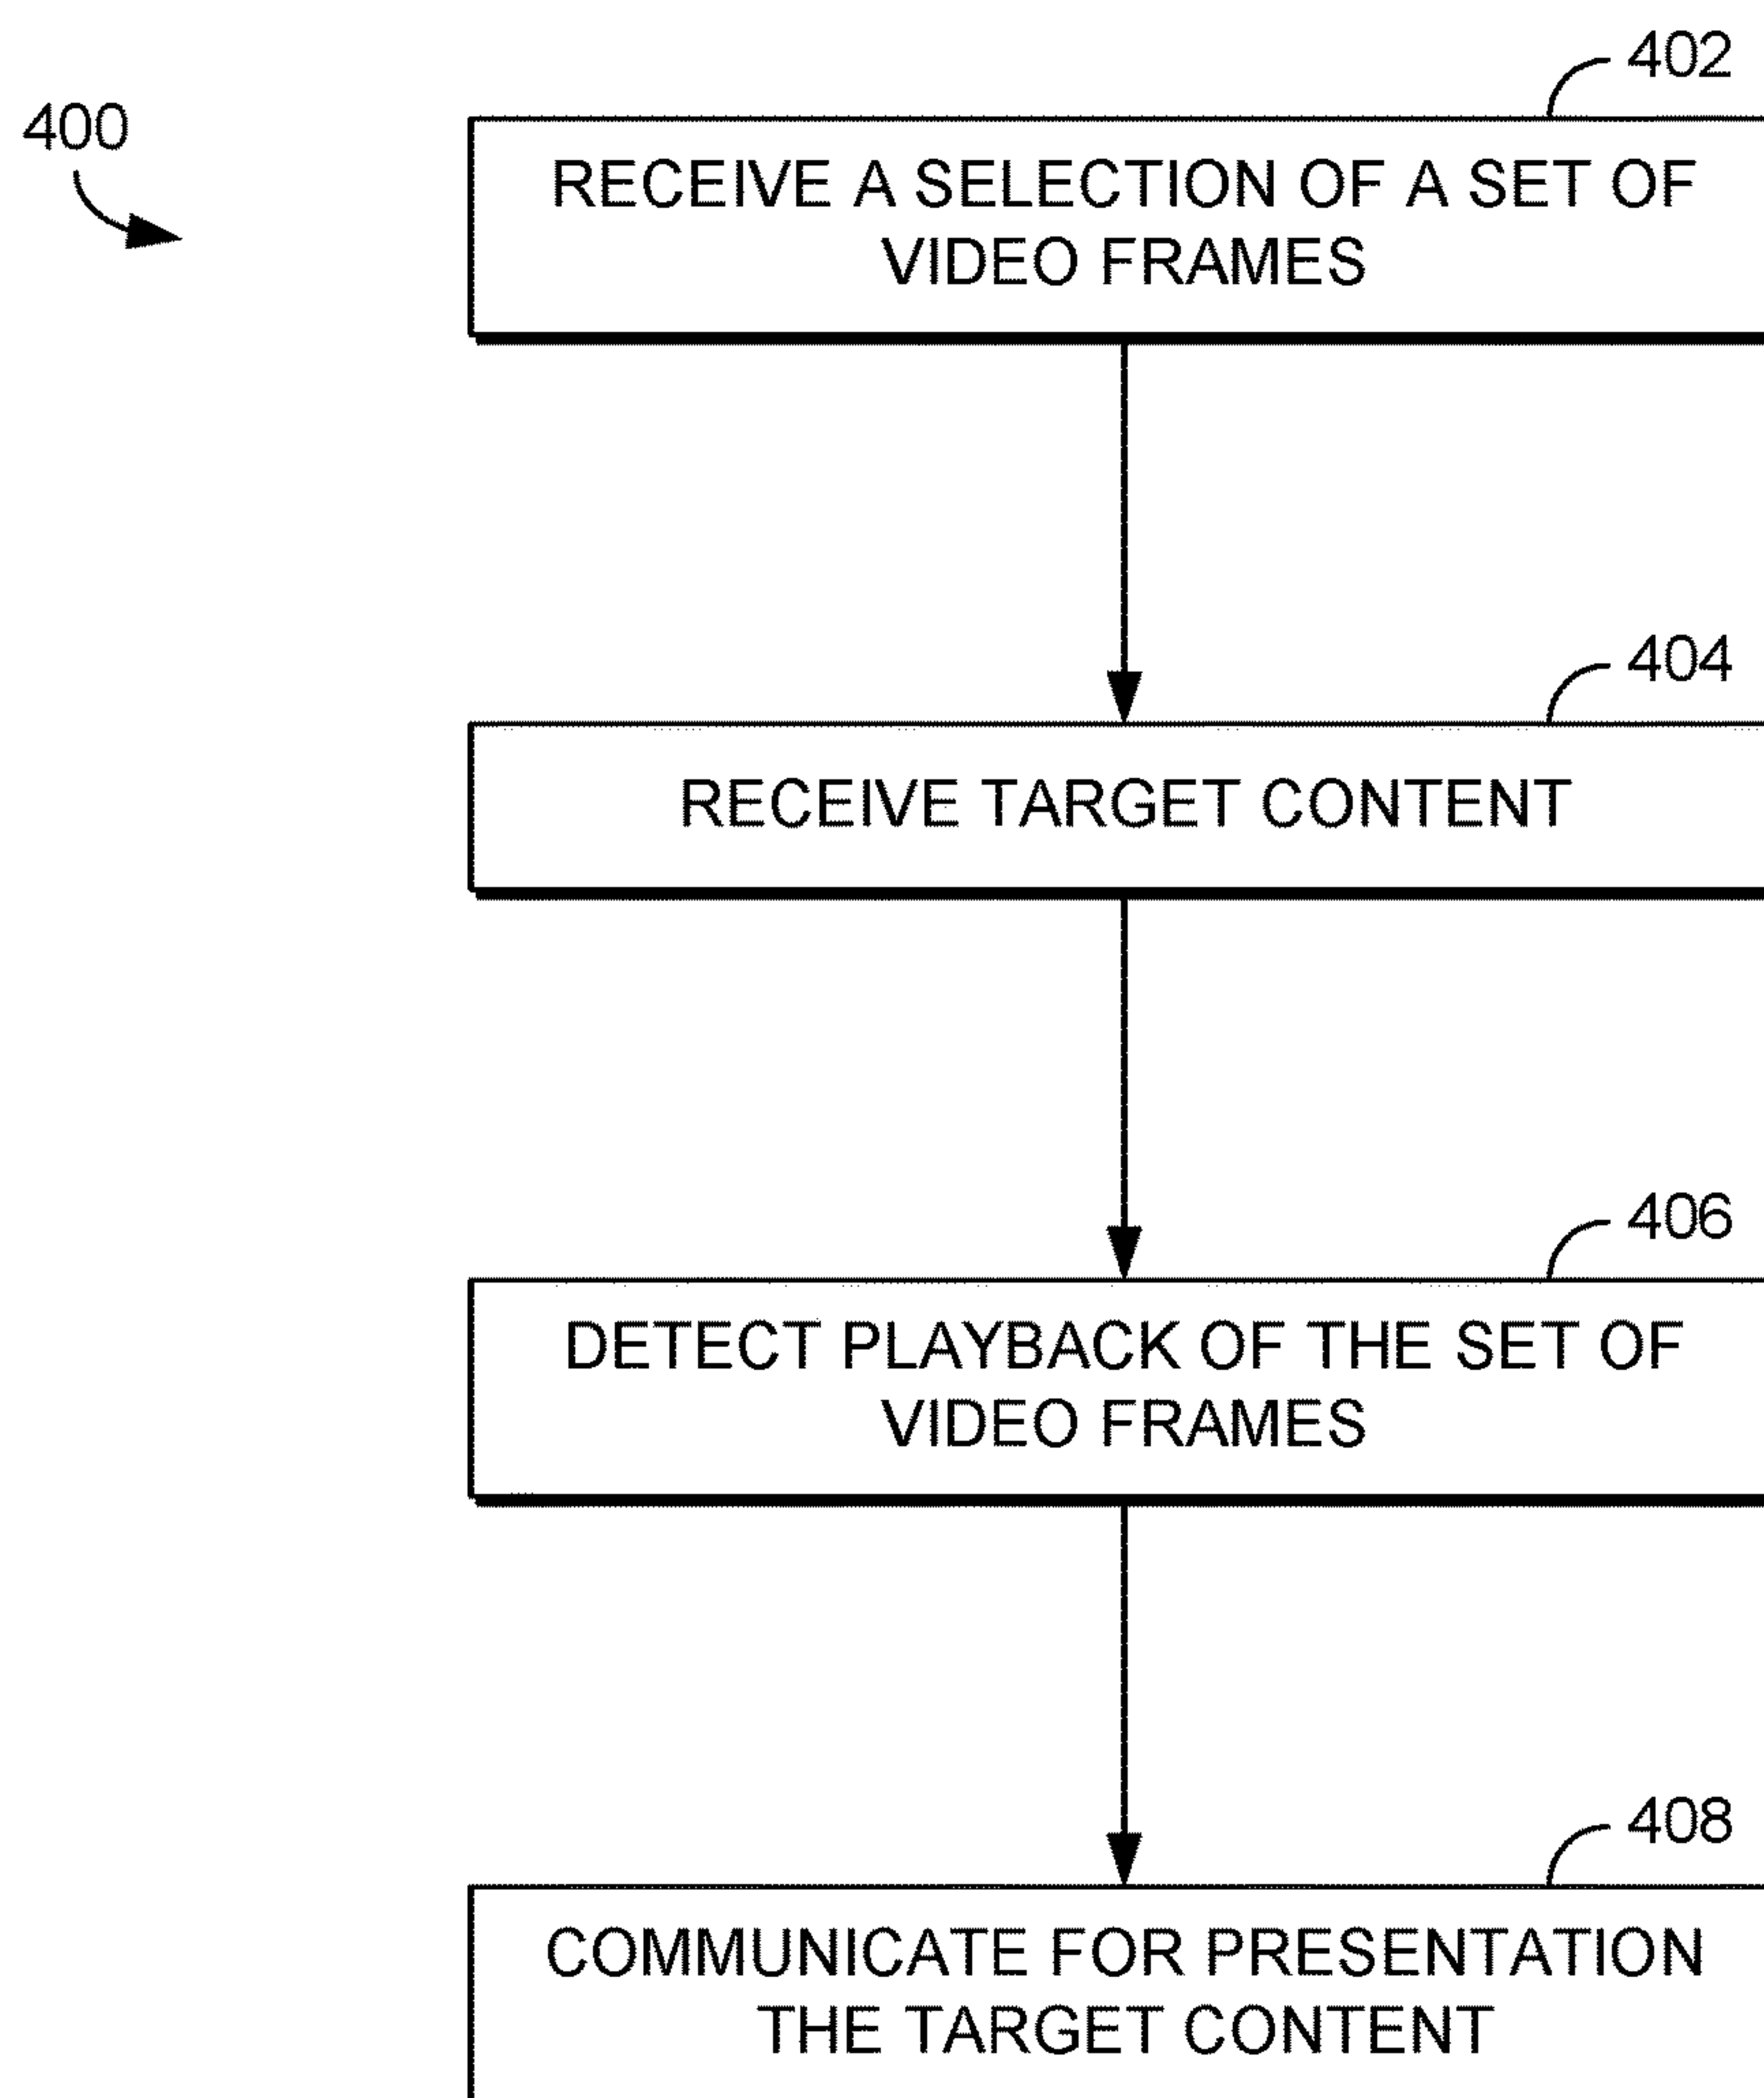 402
400
RECEIVE A SELECTION OF A SET OF
VIDEO FRAMES
404
RECEIVE TARGET CONTENT
406
DETECT PLAYBACK OF THE SET OF
VIDEO FRAMES
408
COMMUNICATE FOR PRESENTATION
THE TARGET CONTENT